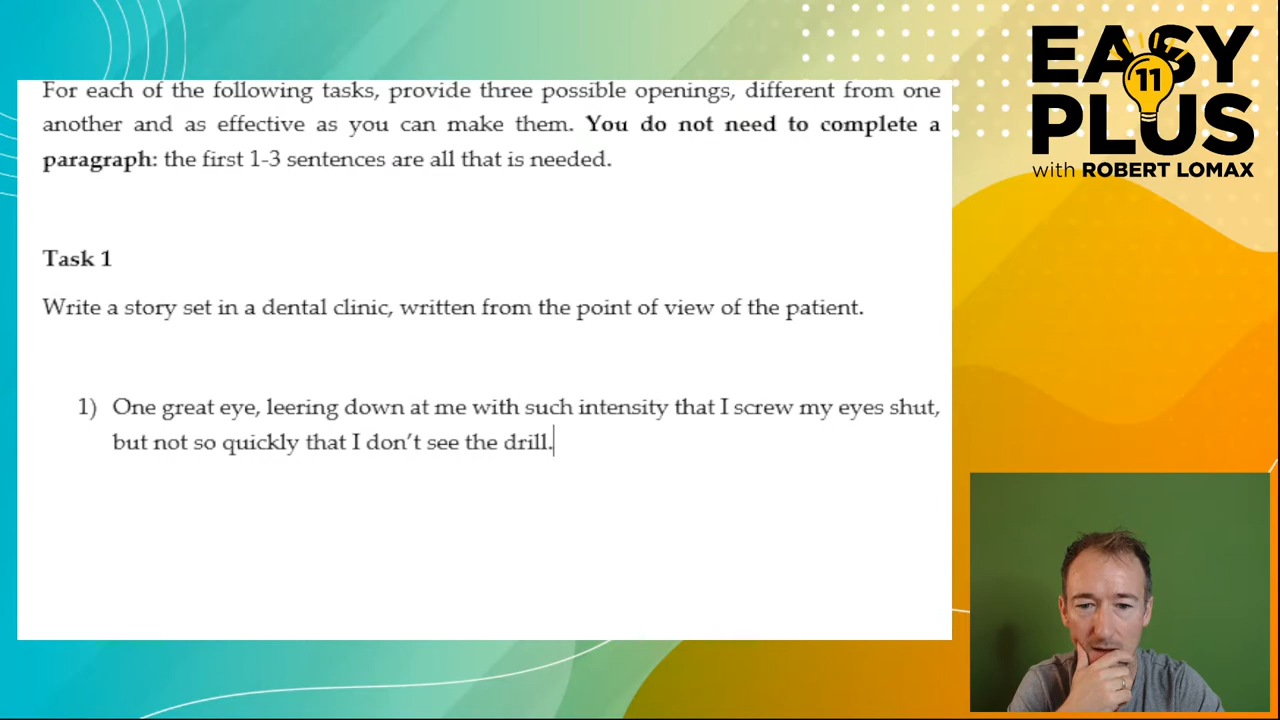 For each of the following tasks, provide three possible openings, different from one
another and as effective as you can make them. You do not need to complete a
paragraph: the first 1-3 sentences are all that is needed.
Task 1
Write a story set in a dental clinic, written from the point of view of the patient.
1) One great eye, leering down at me with such intensity that I screw my eyes shut,
but not so quickly that I don’t see the drill.
EASY
11
PLUS
with ROBERT LOMAX